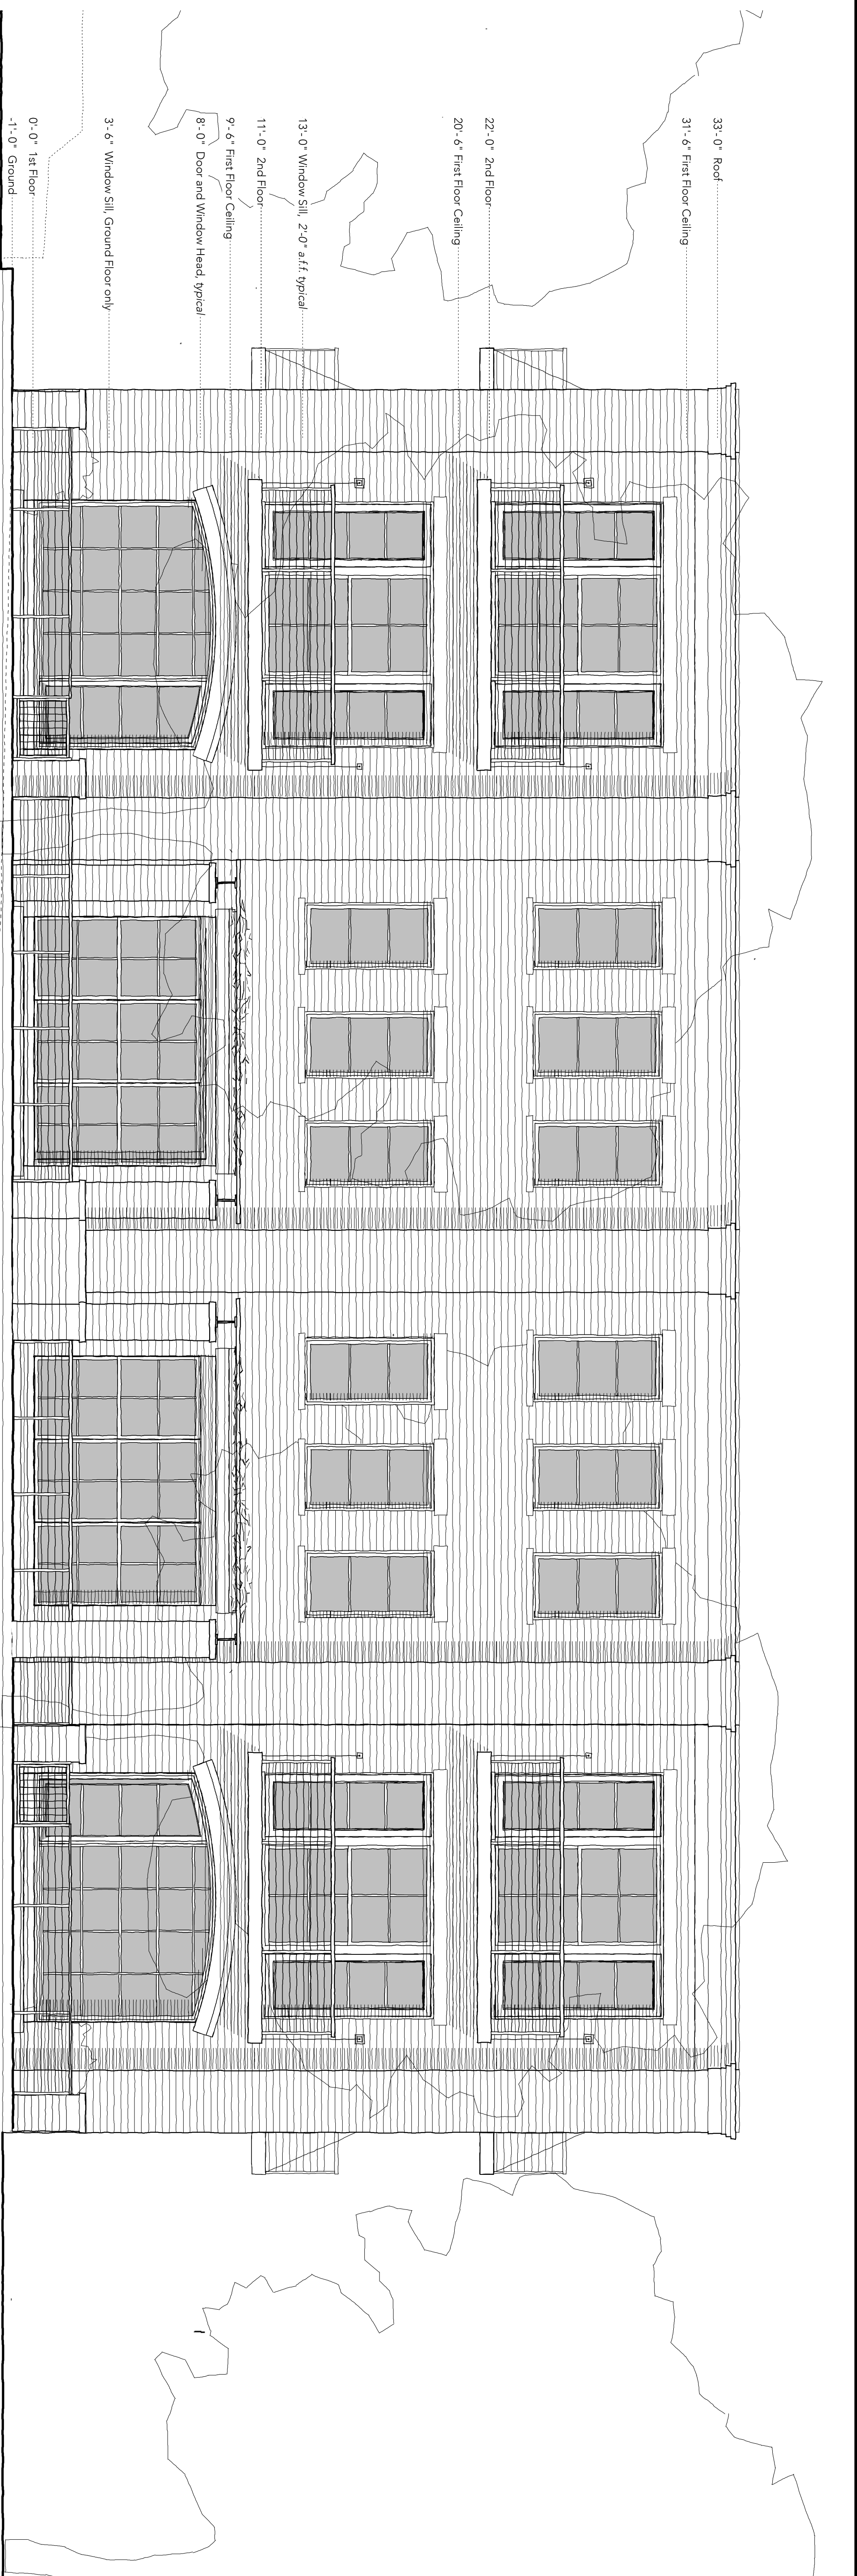 33'- 0"  Roof
31'- 6" First Floor Ceiling
22'- 0"  2nd Floor
20'- 6" First Floor Ceiling
13'- 0" Window Sill,  2'-0" a.f.f. typical
11'- 0"  2nd Floor
9'- 6" First Floor Ceiling
8'- 0"  Door and Window Head, typical
3'- 6"  Window Sill, Ground Floor only
0'- 0"  1st Floor
-1'- 0"  Ground